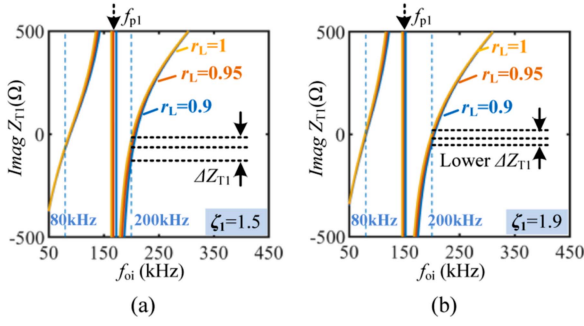 fp1
fp1
500
0
-500
Imag ZT1(Ω)
rL=1
rL=0.95
rL=0.9
ΔZT1
80kHz
200kHz
ζ1=1.5
50
150
250
350
450
foi (kHz)
(a)
500
0
-500
Imag ZT1(Ω)
rL=1
rL=0.95
rL=0.9
Lower ΔZT1
80kHz
200kHz
ζ1=1.9
50
150
250
350
450
foi (kHz)
(b)